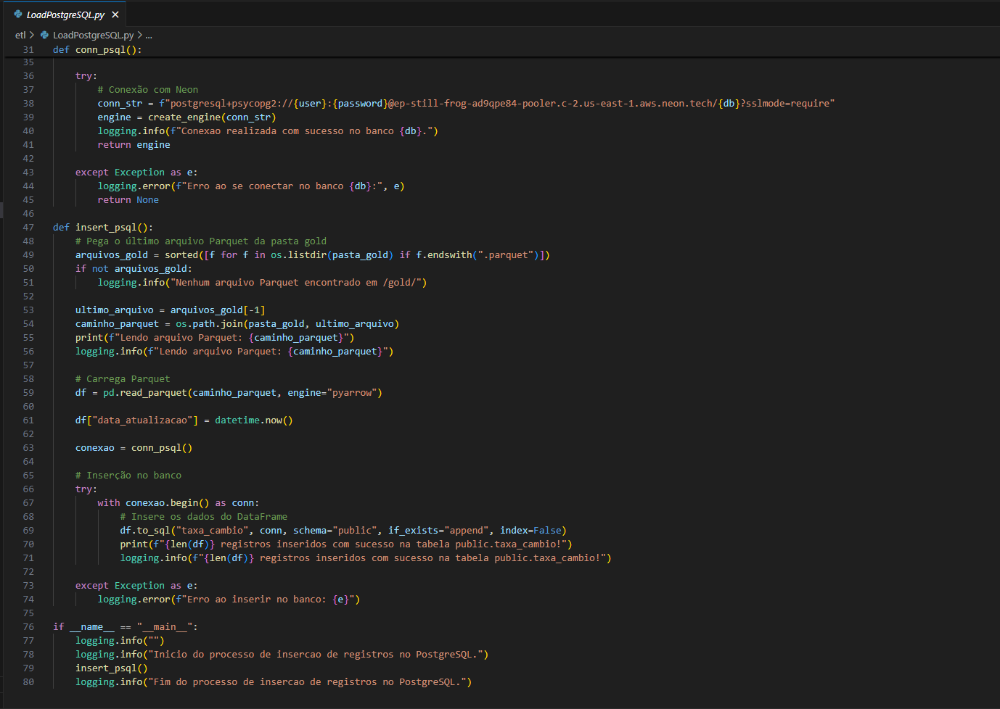 LoadPostgreSQL.py
etl > LoadPostgreSQL.py > ...
31 def conn_psql():
35
36 try:
37 # Conexão com Neon
38 conn_str = f"postgresql+psycopg2://{user}:{password}@ep-still-frog-ad9qpe84-pooler.c-2.us-east-1.aws.neon.tech/{db}?sslmode=require"
39 engine = create_engine(conn_str)
40 logging.info(f"Conexao realizada com sucesso no banco {db}.")
41 return engine
42
43 except Exception as e:
44 logging.error(f"Erro ao se conectar no banco {db}:", e)
45 return None
46
47 def insert_psql():
48 # Pega o último arquivo Parquet da pasta gold
49 arquivos_gold = sorted([f for f in os.listdir(pasta_gold) if f.endswith(".parquet")])
50 if not arquivos_gold:
51 logging.info("Nenhum arquivo Parquet encontrado em /gold/")
52
53 ultimo_arquivo = arquivos_gold[-1]
54 caminho_parquet = os.path.join(pasta_gold, ultimo_arquivo)
55 print(f"Lendo arquivo Parquet: {caminho_parquet}")
56 logging.info(f"Lendo arquivo Parquet: {caminho_parquet}")
57
58 # Carrega Parquet
59 df = pd.read_parquet(caminho_parquet, engine="pyarrow")
60
61 df["data_atualizacao"] = datetime.now()
62
63 conexao = conn_psql()
64
65 # Inserção no banco
66 try:
67 with conexao.begin() as conn:
68 # Insere os dados do DataFrame
69 df.to_sql("taxa_cambio", conn, schema="public", if_exists="append", index=False)
70 print(f"{len(df)} registros inseridos com sucesso na tabela public.taxa_cambio!")
71 logging.info(f"{len(df)} registros inseridos com sucesso na tabela public.taxa_cambio!")
72
73 except Exception as e:
74 logging.error(f"Erro ao inserir no banco: {e}")
75
76 if __name__ == "__main__":
77 logging.info("")
78 logging.info("Inicio do processo de insercao de registros no PostgreSQL.")
79 insert_psql()
80 logging.info("Fim do processo de insercao de registros no PostgreSQL.")